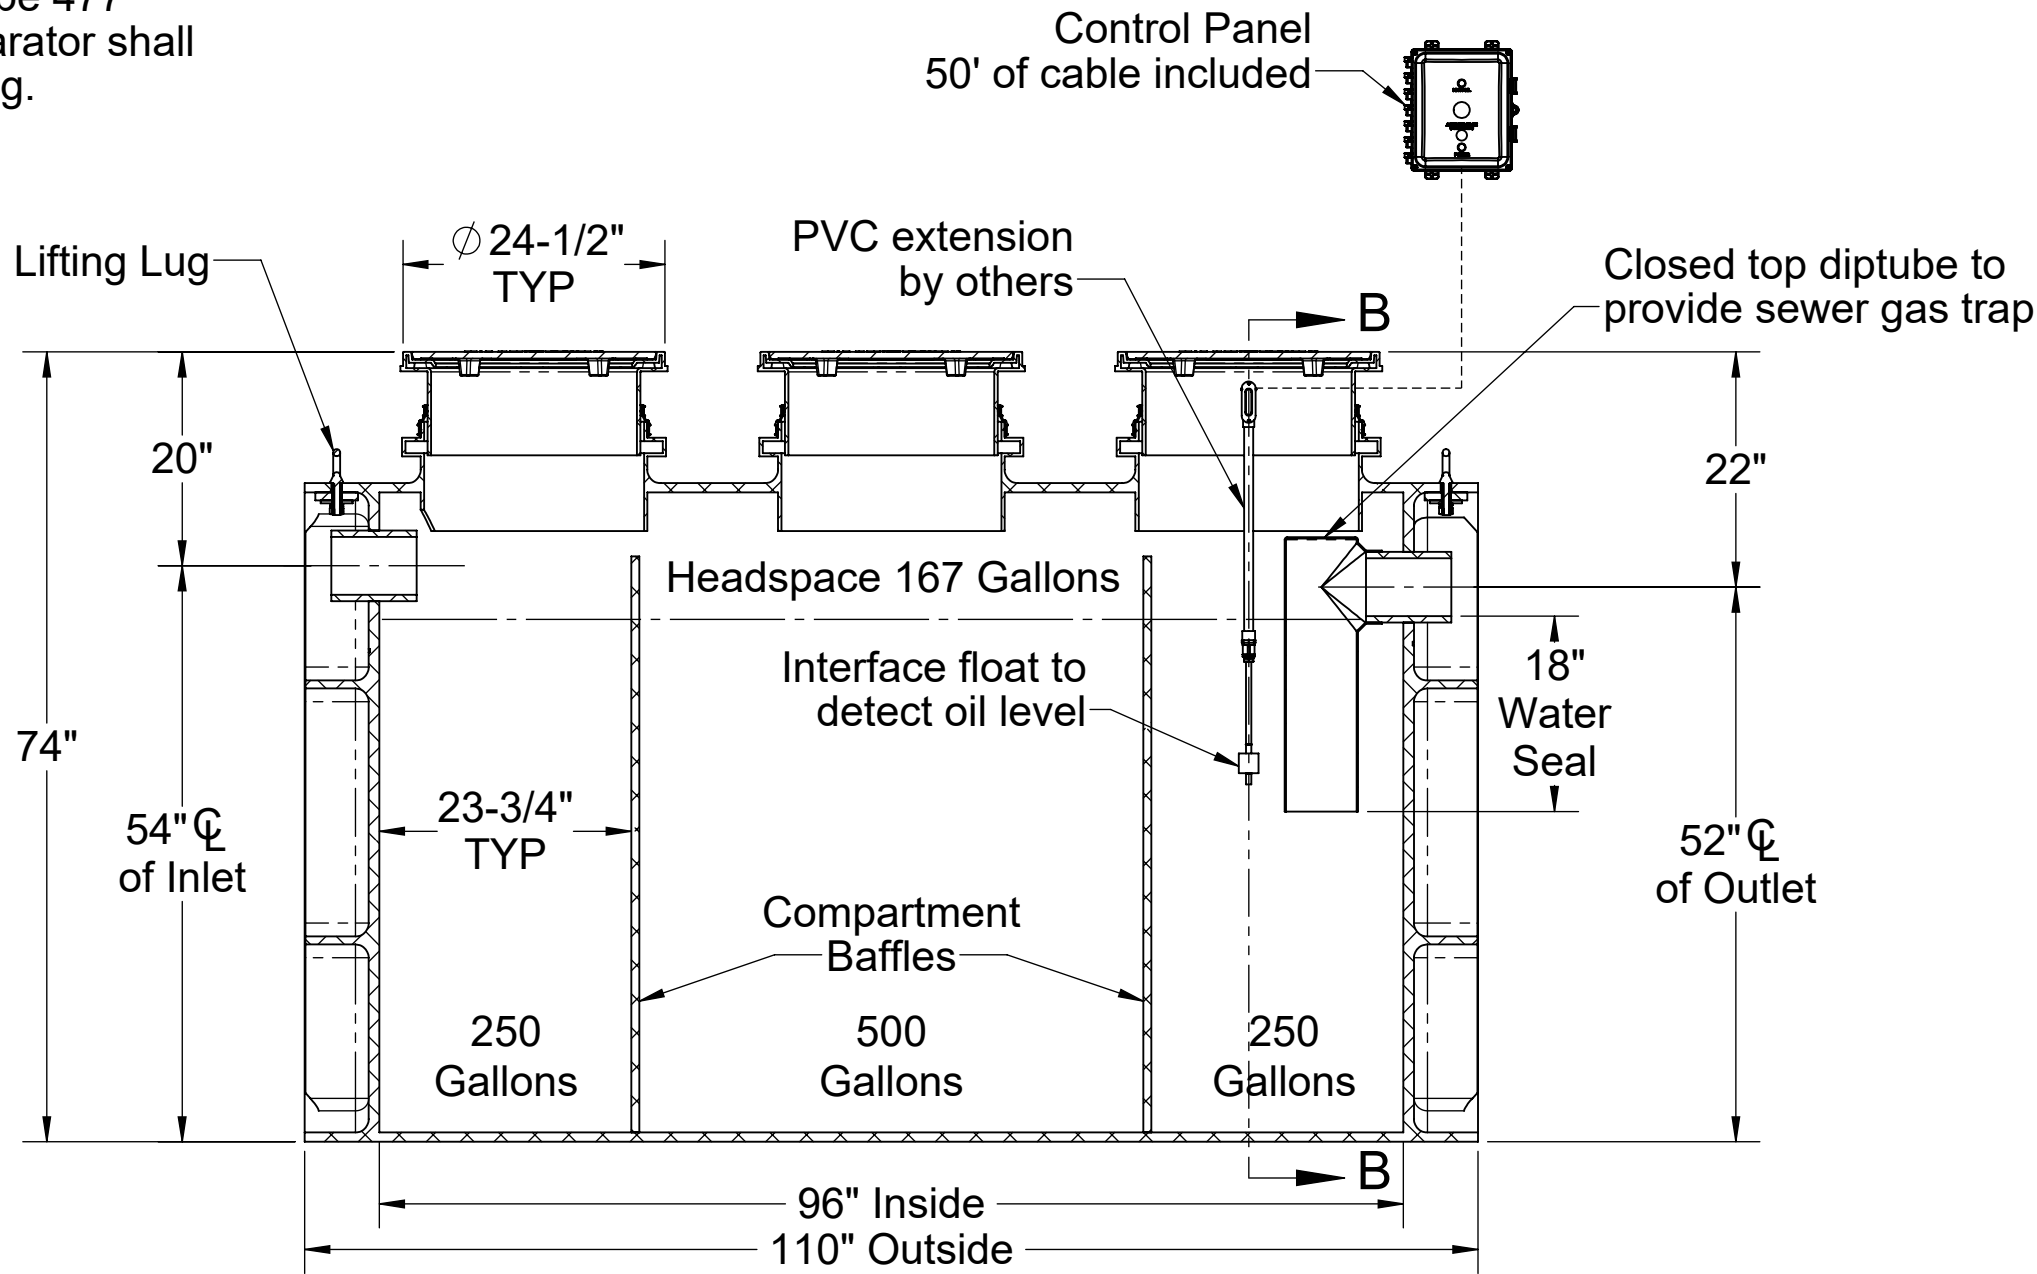 477
arator shall
g.
Control Panel
50' of cable included
Lifting Lug
∅ 24-1/2"
TYP
PVC extension
by others
Closed top diptube to
provide sewer gas trap
B
20"
22"
Headspace 167 Gallons
Interface float to
detect oil level
18"
Water
Seal
74"
23-3/4"
TYP
54" ℄
of Inlet
52" ℄
of Outlet
Compartment
Baffles
250
Gallons
500
Gallons
250
Gallons
B
96" Inside
110" Outside